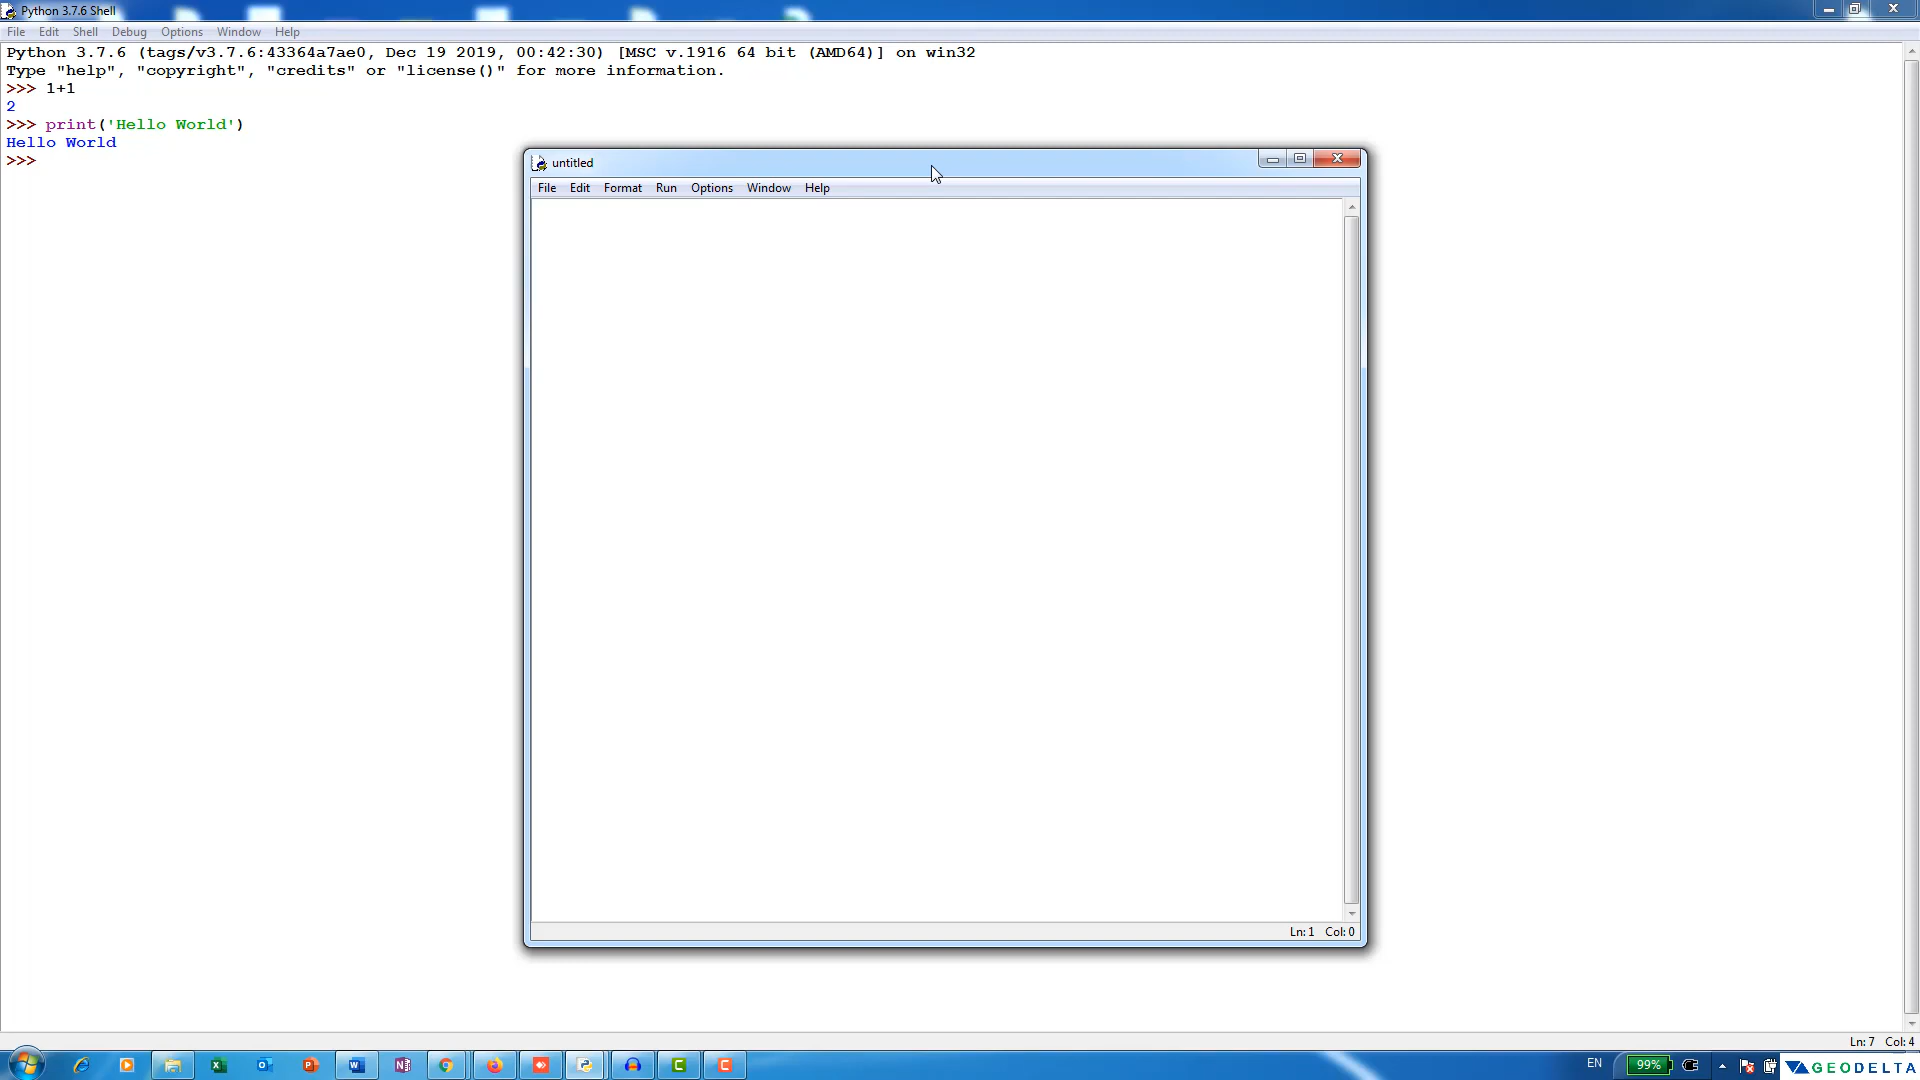 Python 3.7.6 Shell
File Edit Shell Debug Options Window Help
Python 3.7.6 (tags/v3.7.6:43364a7ae0, Dec 19 2019, 00:42:30) [MSC v.1916 64 bit (AMD64)] on win32
Type "help", "copyright", "credits" or "license()" for more information.
>>> 1+1
2
>>> print('Hello World')
Hello World
>>>
untitled
File Edit Format Run Options Window Help
Ln: 1 Col: 0
Ln: 7 Col: 4
EN
99%
GEODELTA